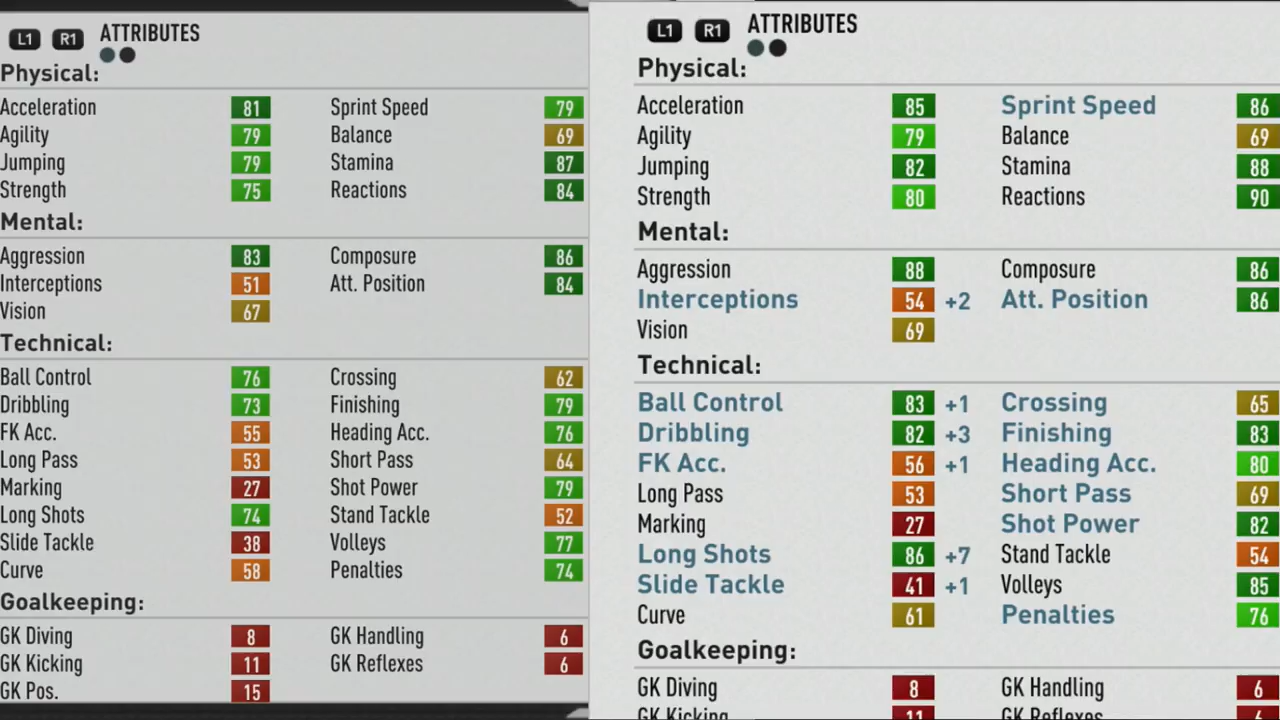 L1 R1 ATTRIBUTES
Physical:
Acceleration 81 Sprint Speed 79
Agility 79 Balance 69
Jumping 79 Stamina 87
Strength 75 Reactions 84
Mental:
Aggression 83 Composure 86
Interceptions 51 Att. Position 84
Vision 67
Technical:
Ball Control 76 Crossing 62
Dribbling 73 Finishing 79
FK Acc. 55 Heading Acc. 76
Long Pass 53 Short Pass 64
Marking 27 Shot Power 79
Long Shots 74 Stand Tackle 52
Slide Tackle 38 Volleys 77
Curve 58 Penalties 74
Goalkeeping:
GK Diving 8 GK Handling 6
GK Kicking 11 GK Reflexes 6
GK Pos. 15
L1 R1 ATTRIBUTES
Physical:
Acceleration 85 Sprint Speed 86
Agility 79 Balance 69
Jumping 82 Stamina 88
Strength 80 Reactions 90
Mental:
Aggression 88 Composure 86
Interceptions 54 +2 Att. Position 86
Vision 69
Technical:
Ball Control 83 +1 Crossing 65
Dribbling 82 +3 Finishing 83
FK Acc. 56 +1 Heading Acc. 80
Long Pass 53 Short Pass 69
Marking 27 Shot Power 82
Long Shots 86 +7 Stand Tackle 54
Slide Tackle 41 +1 Volleys 85
Curve 61 Penalties 76
Goalkeeping:
GK Diving 8 GK Handling 6
GK Kicking 11 GK Reflexes 6